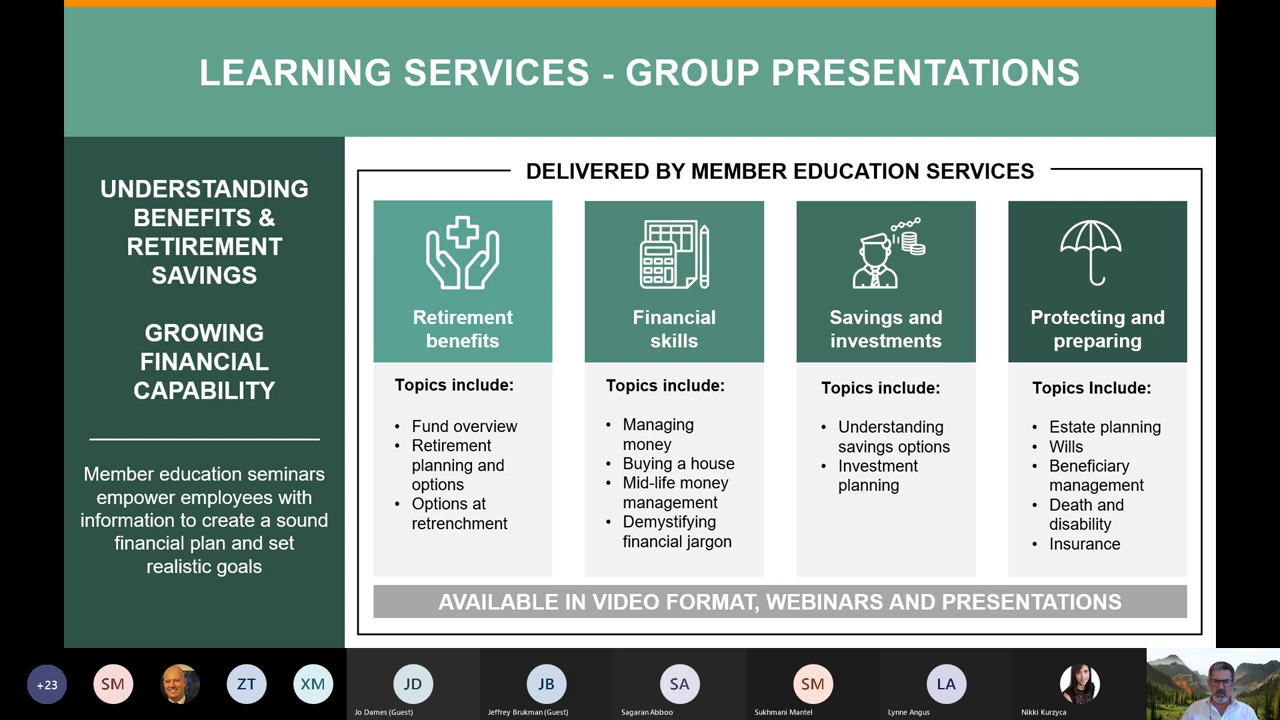 LEARNING SERVICES - GROUP PRESENTATIONS
UNDERSTANDING
BENEFITS &
RETIREMENT
SAVINGS
GROWING
FINANCIAL
CAPABILITY
Member education seminars
empower employees with
information to create a sound
financial plan and set
realistic goals
DELIVERED BY MEMBER EDUCATION SERVICES
Retirement
benefits
Topics include:
• Fund overview
• Retirement
planning and
options
• Options at
retrenchment
Financial
skills
Topics include:
• Managing
money
• Buying a house
• Mid-life money
management
• Demystifying
financial jargon
Savings and
investments
Topics include:
• Understanding
savings options
• Investment
planning
Protecting and
preparing
Topics Include:
• Estate planning
• Wills
• Beneficiary
management
• Death and
disability
• Insurance
AVAILABLE IN VIDEO FORMAT, WEBINARS AND PRESENTATIONS
+23
SM
ZT
XM
JD
Jo Dames (Guest)
JB
Jeffrey Brukman (Guest)
SA
Sagaran Abboo
SM
Sukhmani Mantel
LA
Lynne Angus
Nikki Kurzyca